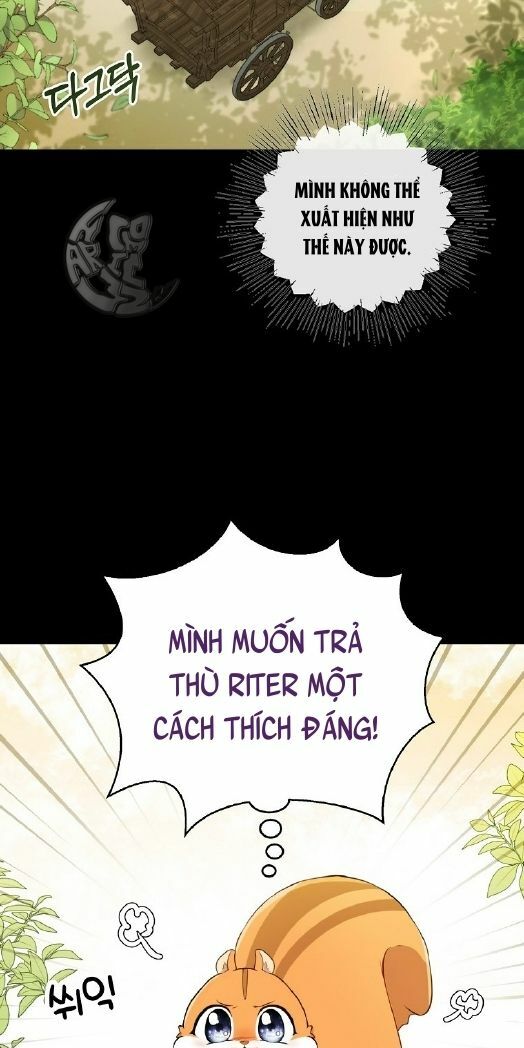 다그닥
MÌNH KHÔNG THỂ
XUẤT HIỆN NHƯ
THẾ NÀY ĐƯỢC.
MÌNH MUỐN TRẢ
THÙ RITER MỘT
CÁCH THÍCH ĐÁNG!
쒸익